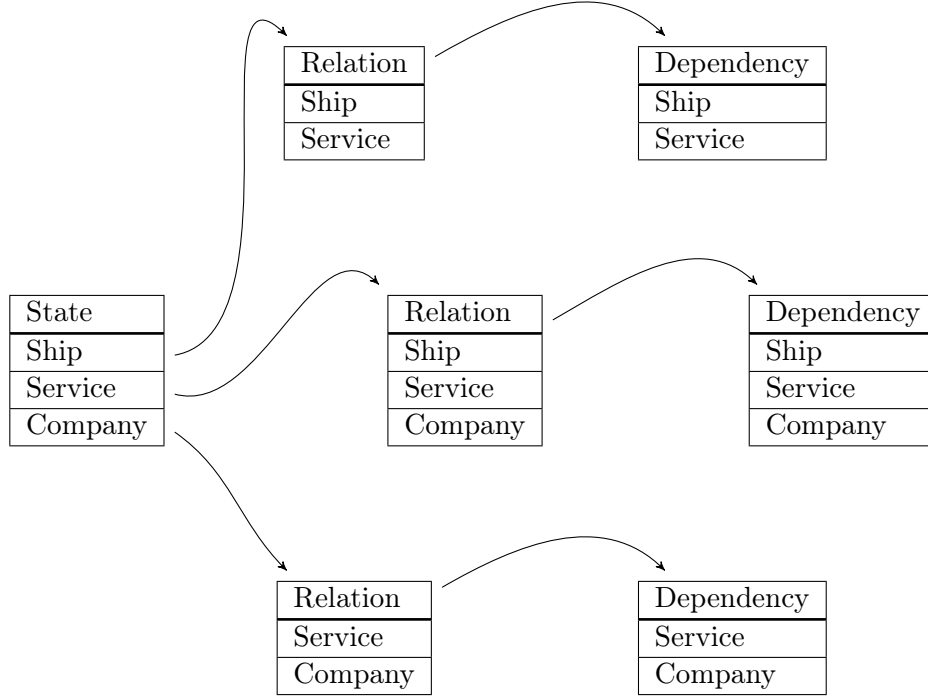 Relation
Ship
Service
Dependency
Ship
Service
State
Ship
Service
Company
Relation
Ship
Service
Company
Dependency
Ship
Service
Company
Relation
Service
Company
Dependency
Service
Company